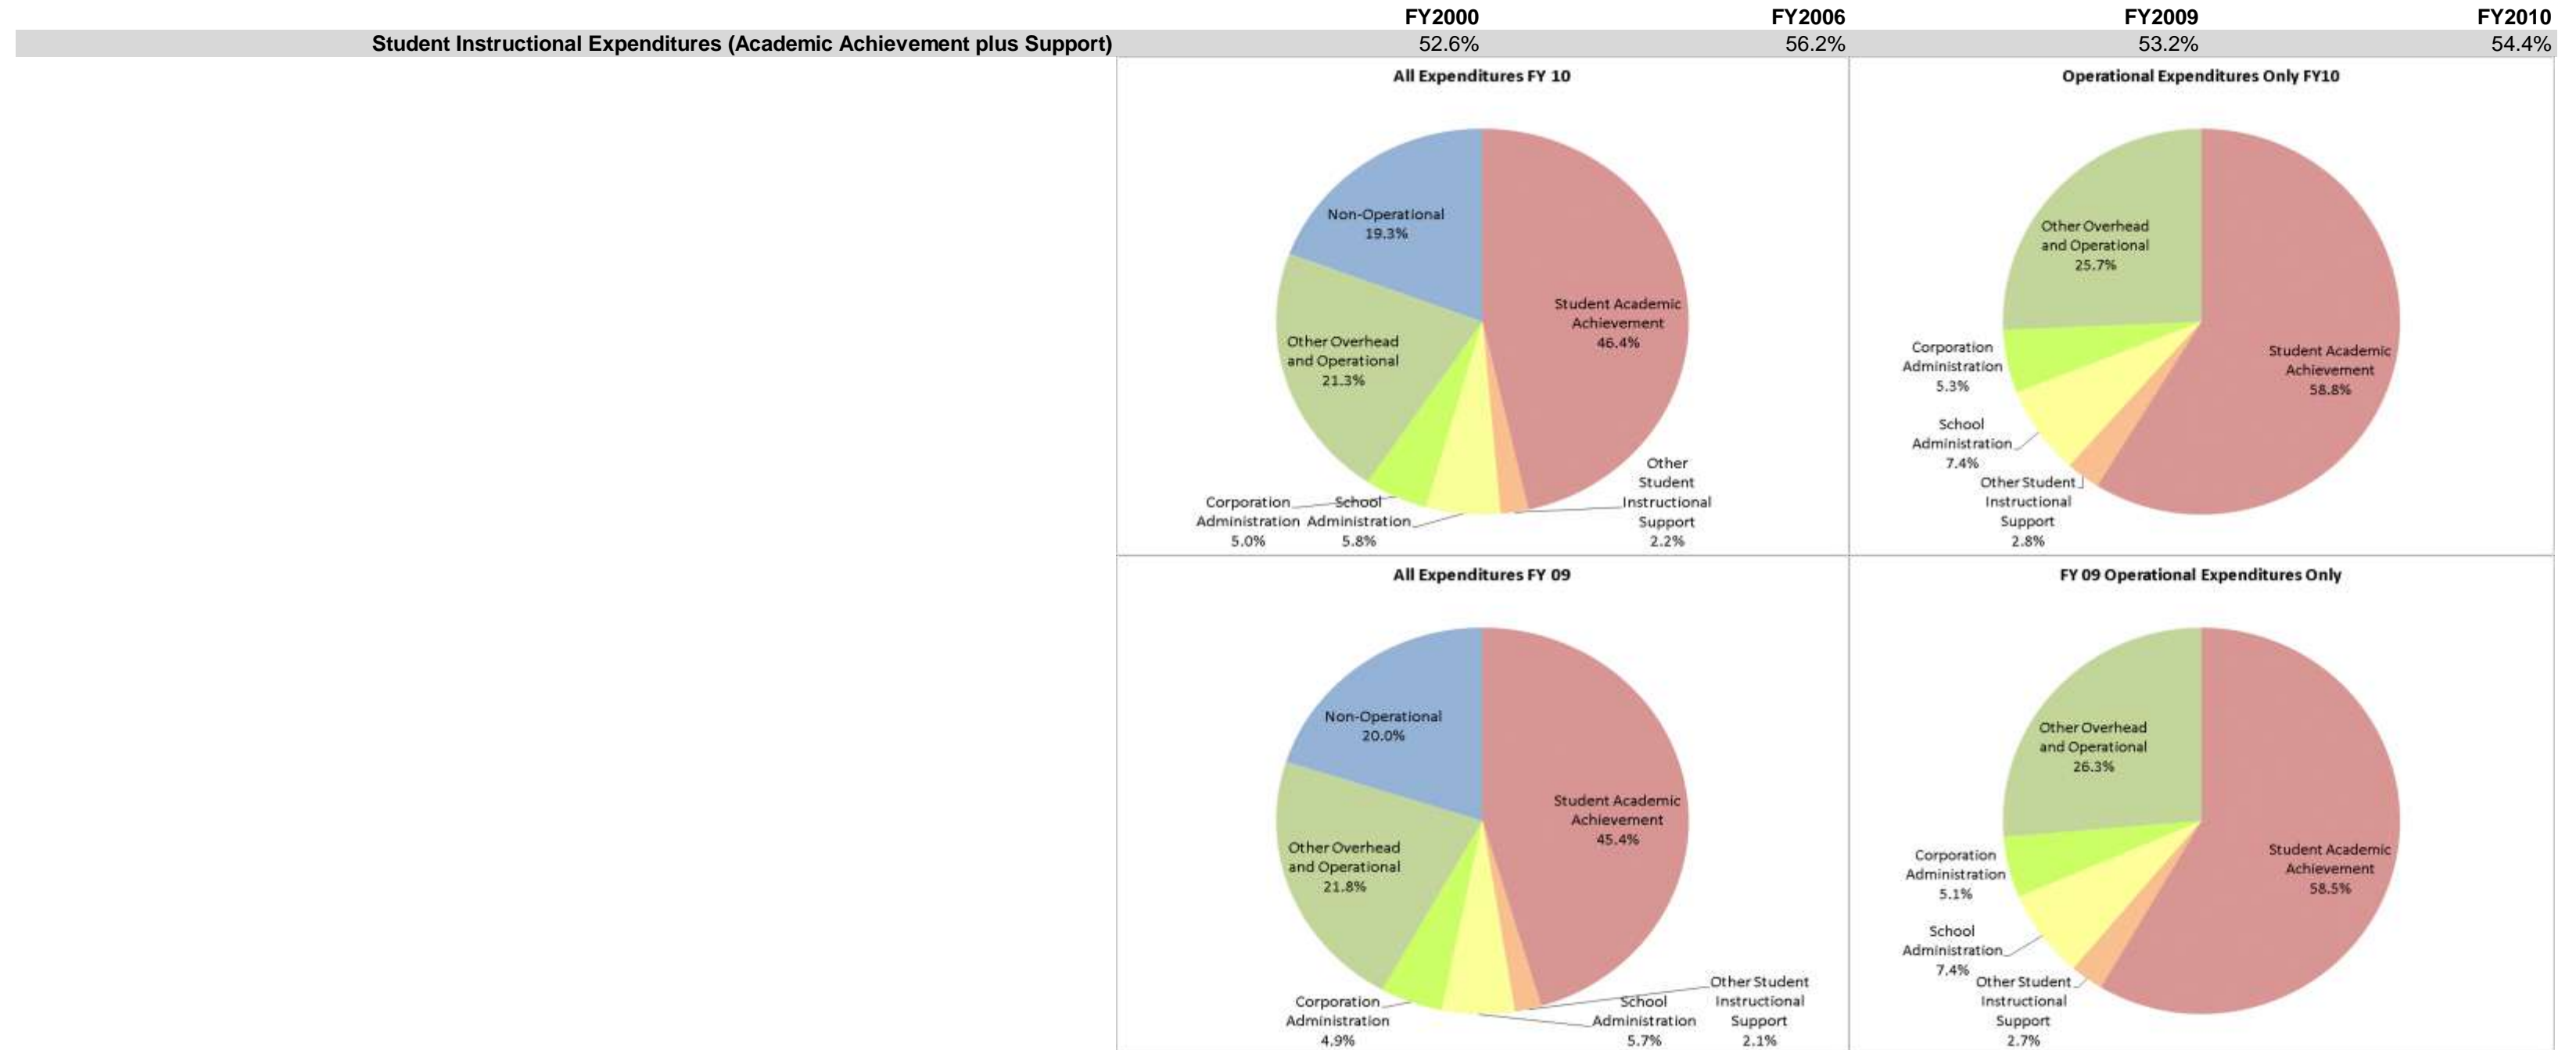 FY2000 FY2006 FY2009 FY2010
Student Instructional Expenditures (Academic Achievement plus Support) 52.6% 56.2% 53.2% 54.4%
All Expenditures FY 10
Non-Operational
19.3%
Student Academic
Achievement
46.4%
Other Overhead
and Operational
21.3%
Corporation
Administration
5.0%
School
Administration
5.8%
Other
Student
Instructional
Support
2.2%
Operational Expenditures Only FY10
Other Overhead
and Operational
25.7%
Student Academic
Achievement
58.8%
Corporation
Administration
5.3%
School
Administration
7.4%
Other Student
Instructional
Support
2.8%
All Expenditures FY 09
Non-Operational
20.0%
Student Academic
Achievement
45.4%
Other Overhead
and Operational
21.8%
Corporation
Administration
4.9%
School
Administration
5.7%
Other Student
Instructional
Support
2.1%
FY 09 Operational Expenditures Only
Other Overhead
and Operational
26.3%
Student Academic
Achievement
58.5%
Corporation
Administration
5.1%
School
Administration
7.4%
Other Student
Instructional
Support
2.7%